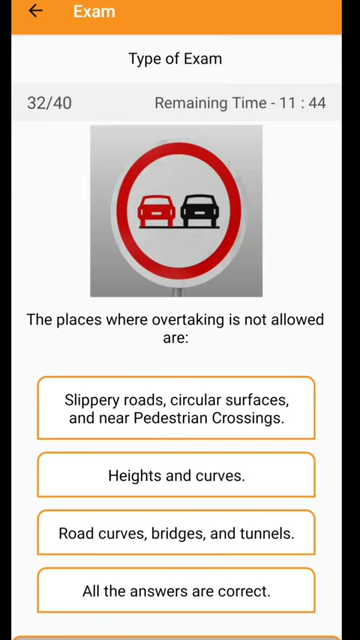 Exam
Type of Exam
32/40
Remaining Time - 11 : 44
The places where overtaking is not allowed
are:
Slippery roads, circular surfaces,
and near Pedestrian Crossings.
Heights and curves.
Road curves, bridges, and tunnels.
All the answers are correct.